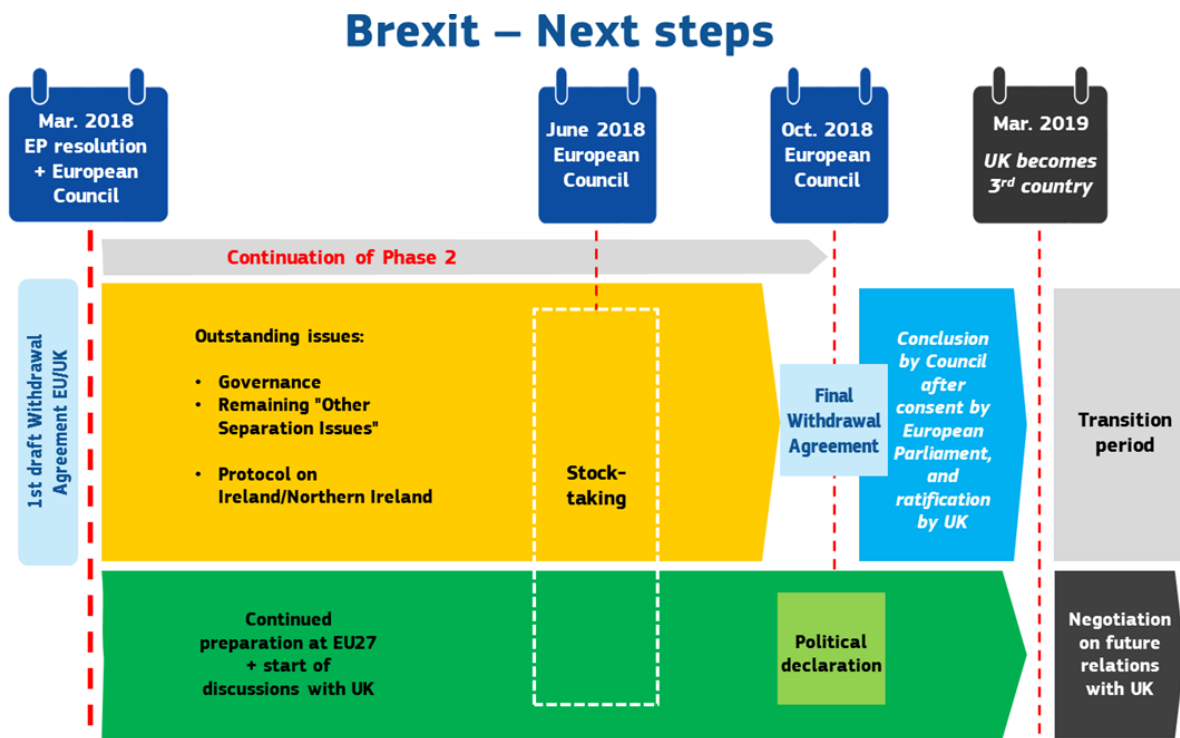 Brexit – Next steps
Mar. 2018
EP resolution
+ European
Council
June 2018
European
Council
Oct. 2018
European
Council
Mar. 2019
UK becomes
3rd country
Continuation of Phase 2
1st draft Withdrawal
Agreement EU/UK
Outstanding issues:
• Governance
• Remaining "Other
Separation Issues"
• Protocol on
Ireland/Northern Ireland
Stock-
taking
Final
Withdrawal
Agreement
Conclusion
by Council
after
consent by
European
Parliament,
and
ratification
by UK
Transition
period
Continued
preparation at EU27
+ start of
discussions with UK
Political
declaration
Negotiation
on future
relations
with UK